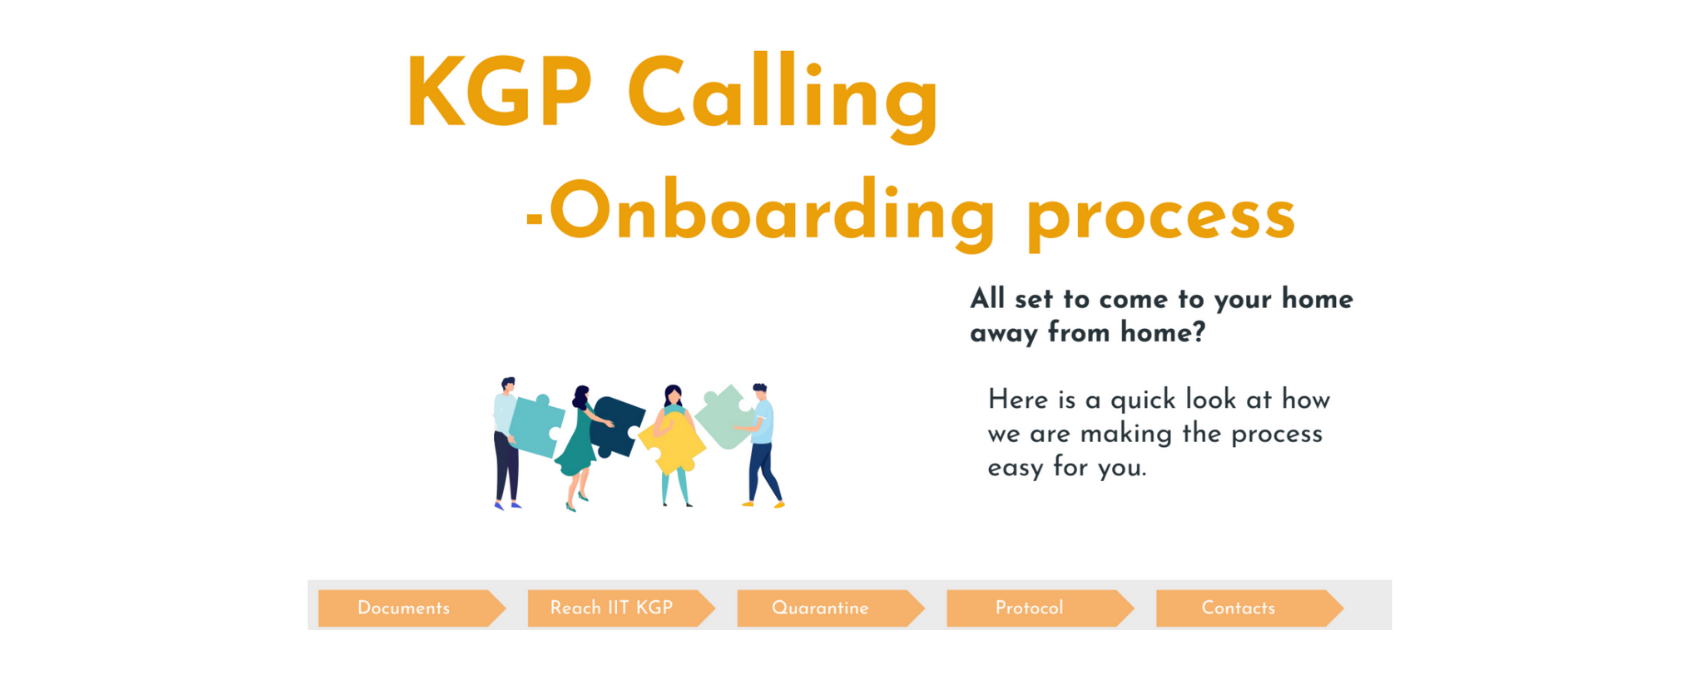 KGP Calling
-Onboarding process
All set to come to your home
away from home?
Here is a quick look at how
we are making the process
easy for you.
Documents
Reach IIT KGP
Quarantine
Protocol
Contacts